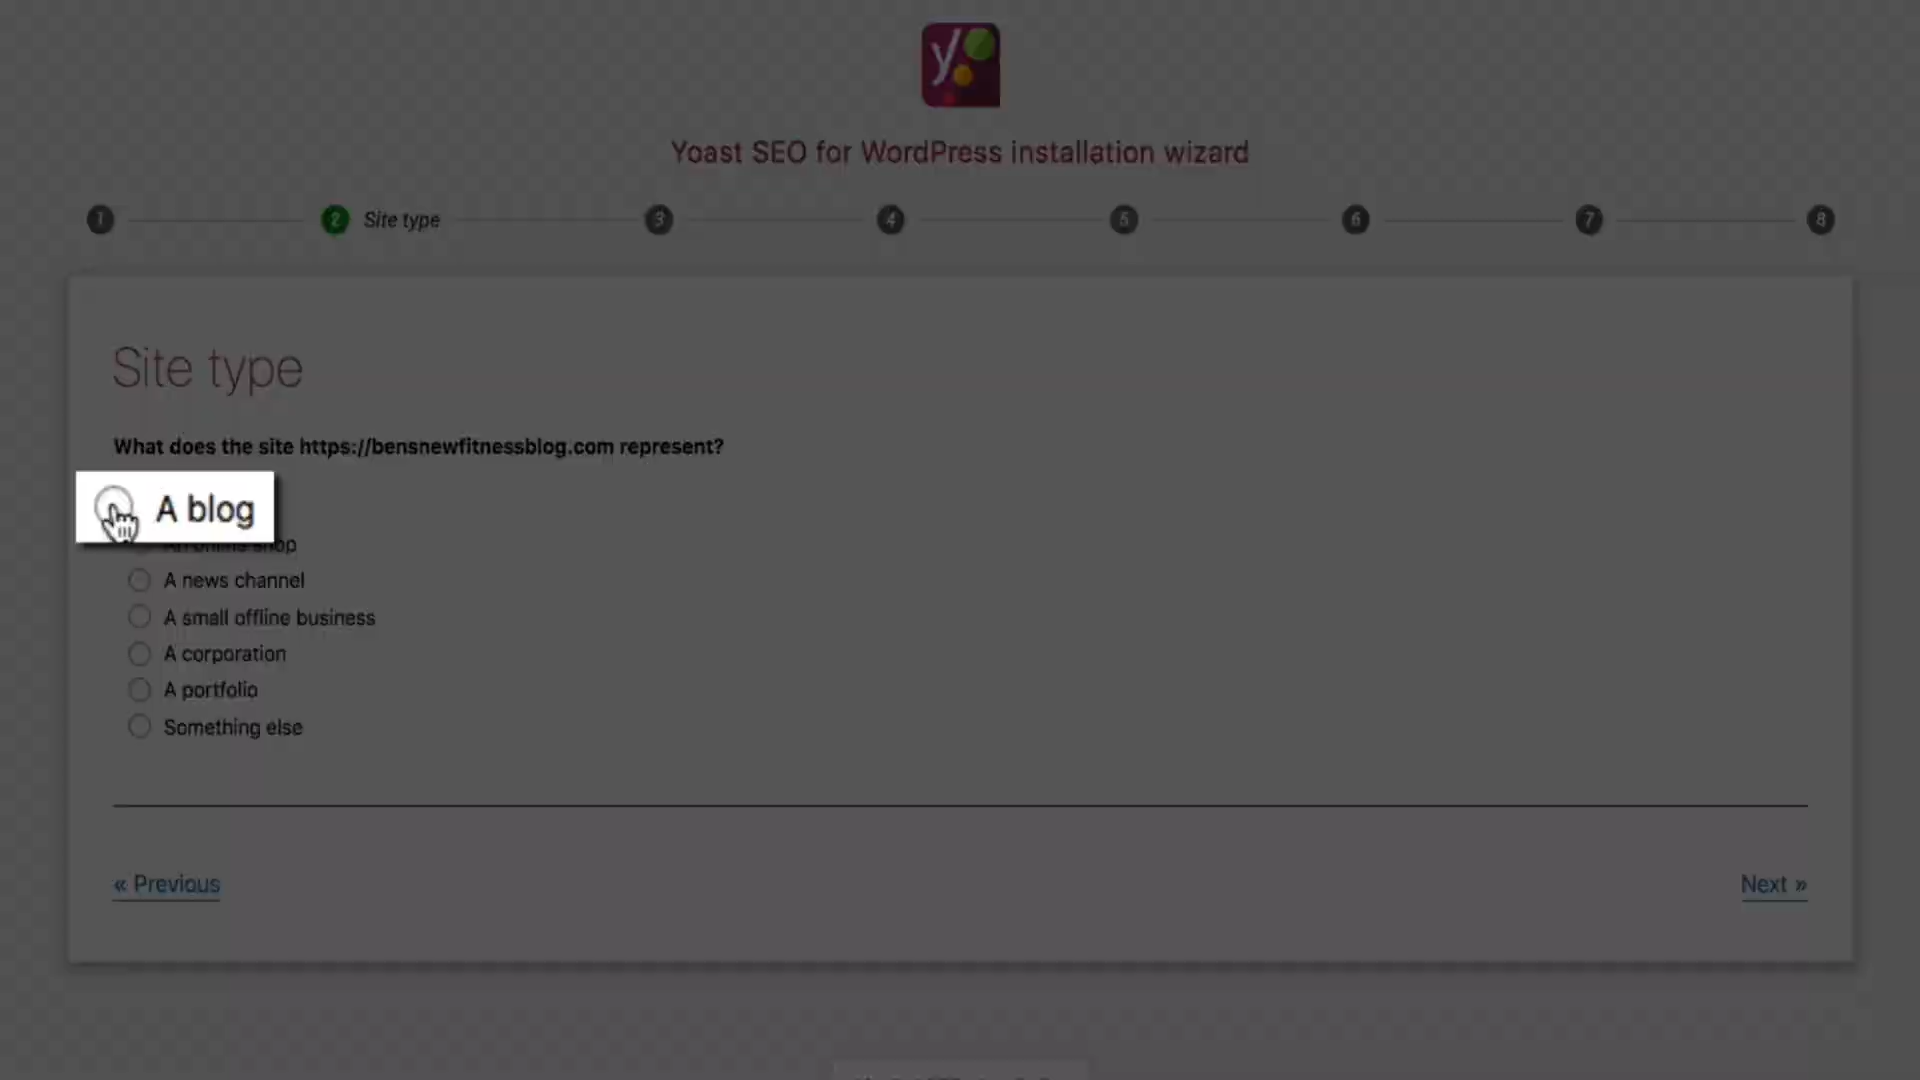 Yoast SEO for WordPress installation wizard
1
2 Site type
3
4
5
6
7
8
Site type
What does the site https://bensnewfitnessblog.com represent?
A blog
An online shop
A news channel
A small offline business
A corporation
A portfolio
Something else
« Previous
Next »